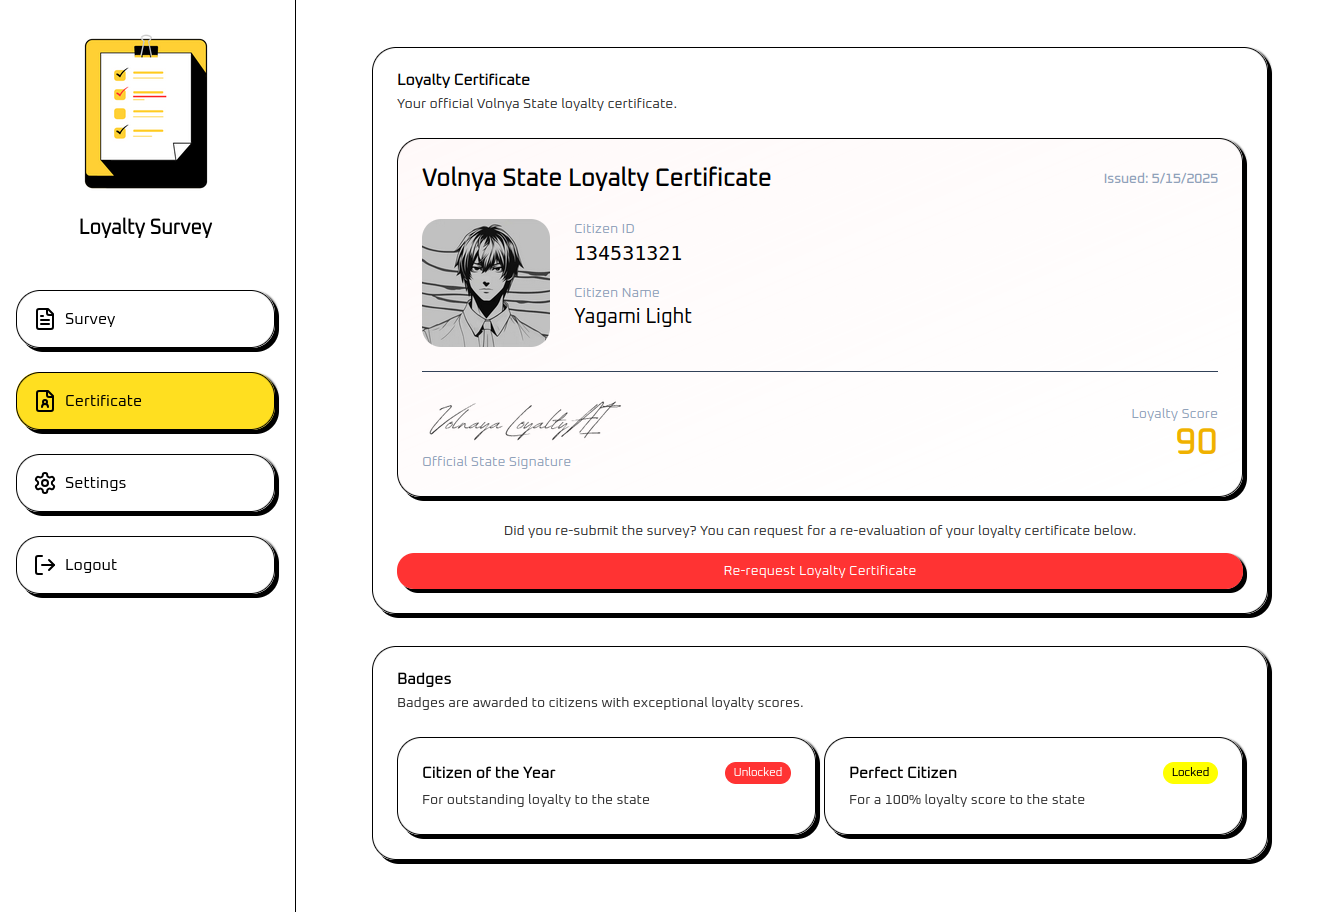 Loyalty Survey
Survey
Certificate
Settings
Logout
Loyalty Certificate
Your official Volnya State loyalty certificate.
Volnya State Loyalty Certificate
Issued: 5/15/2025
Citizen ID
134531321
Citizen Name
Yagami Light
Volnaya LoyaltyAI
Official State Signature
Loyalty Score
90
Did you re-submit the survey? You can request for a re-evaluation of your loyalty certificate below.
Re-request Loyalty Certificate
Badges
Badges are awarded to citizens with exceptional loyalty scores.
Citizen of the Year
Unlocked
For outstanding loyalty to the state
Perfect Citizen
Locked
For a 100% loyalty score to the state